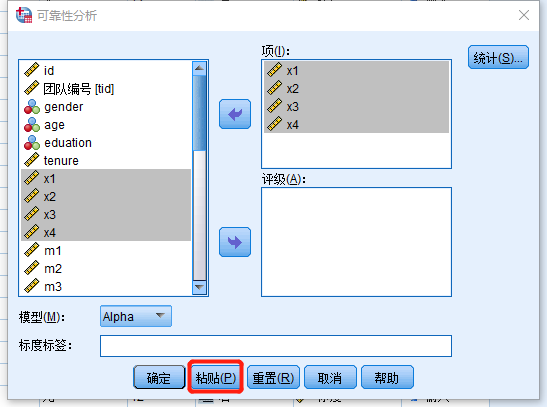 可靠性分析
id
团队编号 [tid]
gender
age
eduation
tenure
x1
x2
x3
x4
m1
m2
m3
项(I):
x1
x2
x3
x4
统计(S)...
评级(A):
模型(M):
Alpha
标度标签:
确定
粘贴(P)
重置(R)
取消
帮助